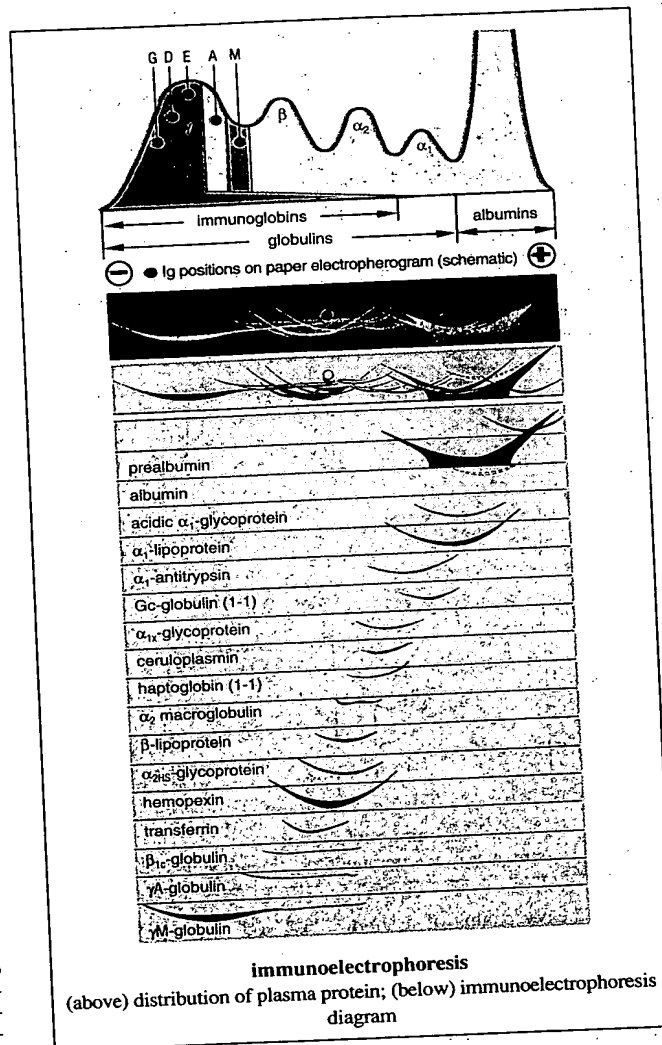 G D E A M
γ
β
α₂
α₁
immunoglobins
albumins
globulins
− ● Ig positions on paper electropherogram (schematic) +
prealbumin
albumin
acidic α₁-glycoprotein
α₁-lipoprotein
α₁-antitrypsin
Gc-globulin (1-1)
α₁ₓ-glycoprotein
ceruloplasmin
haptoglobin (1-1)
α₂ macroglobulin
β-lipoprotein
α₂HS-glycoprotein
hemopexin
transferrin
β₁c-globulin
γA-globulin
γM-globulin
immunoelectrophoresis
(above) distribution of plasma protein; (below) immunoelectrophoresis
diagram